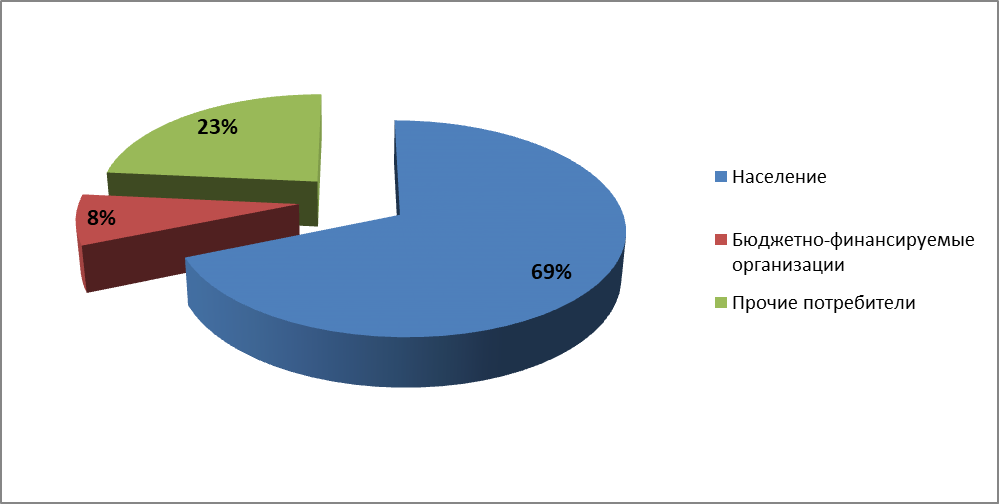 23%
8%
69%
Население
Бюджетно-финансируемые
организации
Прочие потребители